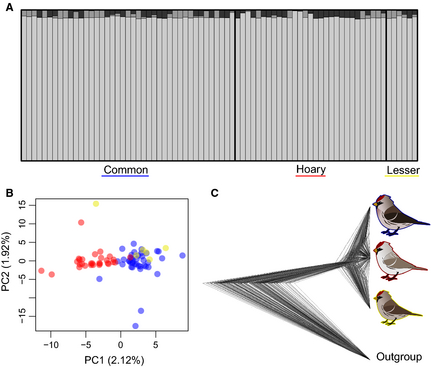 A
Common Hoary Lesser
B
C
15
10
5
0
−5
−15
PC2 (1.92%)
−10 −5 0 5
PC1 (2.12%)
Outgroup